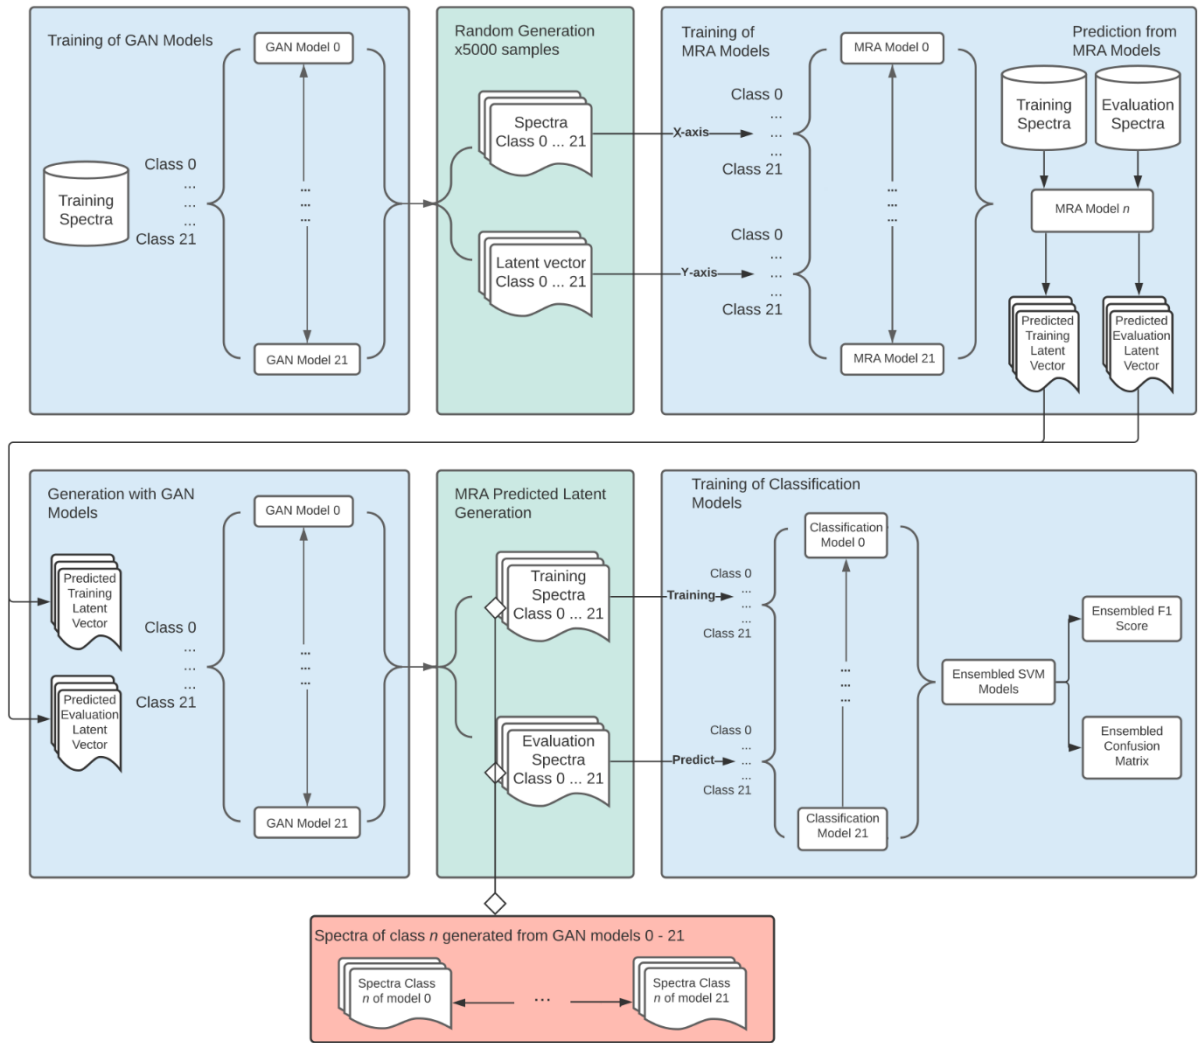 Training of GAN Models
GAN Model 0
Training
Spectra
Class 0
...
...
...
Class 21
...
...
GAN Model 21
Random Generation
x5000 samples
Spectra
Class 0 ... 21
Latent vector
Class 0 ... 21
X-axis
Y-axis
Training of
MRA Models
Class 0
...
...
...
Class 21
Class 0
...
...
...
Class 21
MRA Model 0
...
...
MRA Model 21
Prediction from
MRA Models
Training
Spectra
Evaluation
Spectra
MRA Model n
Predicted
Training
Latent
Vector
Predicted
Evaluation
Latent
Vector
Generation with GAN
Models
Predicted
Training
Latent
Vector
Predicted
Evaluation
Latent
Vector
Class 0
...
...
...
Class 21
GAN Model 0
...
...
GAN Model 21
MRA Predicted Latent
Generation
Training
Spectra
Class 0 ... 21
Evaluation
Spectra
Class 0 ... 21
Training
Predict
Training of Classification
Models
Class 0
...
...
...
Class 21
Class 0
...
...
...
Class 21
Classification
Model 0
...
...
...
Classification
Model 21
Ensembled SVM
Models
Ensembled F1
Score
Ensembled
Confusion
Matrix
Spectra of class n generated from GAN models 0 - 21
Spectra Class
n of model 0
...
Spectra Class
n of model 21